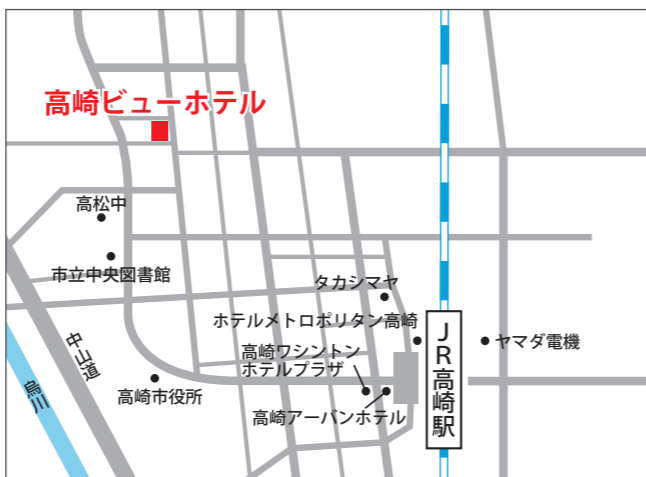 高崎ビューホテル
高松中
市立中央図書館
タカシマヤ
ホテルメトロポリタン高崎
JR高崎駅
ヤマダ電機
中山道
高崎ワシントン
ホテルプラザ
烏川
高崎市役所
高崎アーバンホテル